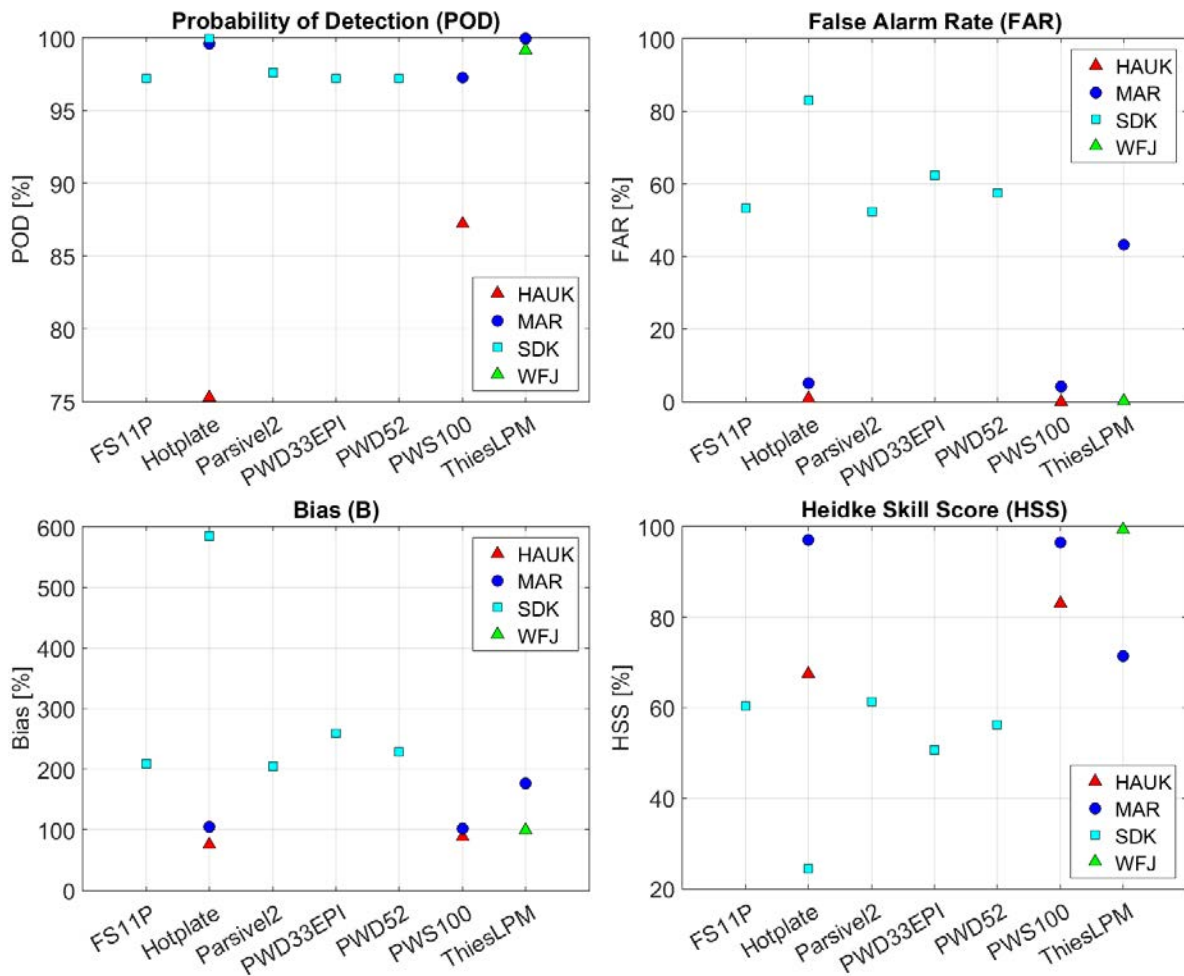 Probability of Detection (POD)
100
95
90
85
80
75
POD [%]
HAUK
MAR
SDK
WFJ
FS11P
Hotplate
Parsivel2
PWD33EPI
PWD52
PWS100
ThiesLPM
False Alarm Rate (FAR)
100
80
60
40
20
0
FAR [%]
HAUK
MAR
SDK
WFJ
FS11P
Hotplate
Parsivel2
PWD33EPI
PWD52
PWS100
ThiesLPM
Bias (B)
600
500
400
300
200
100
0
Bias [%]
HAUK
MAR
SDK
WFJ
FS11P
Hotplate
Parsivel2
PWD33EPI
PWD52
PWS100
ThiesLPM
Heidke Skill Score (HSS)
100
80
60
40
20
HSS [%]
HAUK
MAR
SDK
WFJ
FS11P
Hotplate
Parsivel2
PWD33EPI
PWD52
PWS100
ThiesLPM